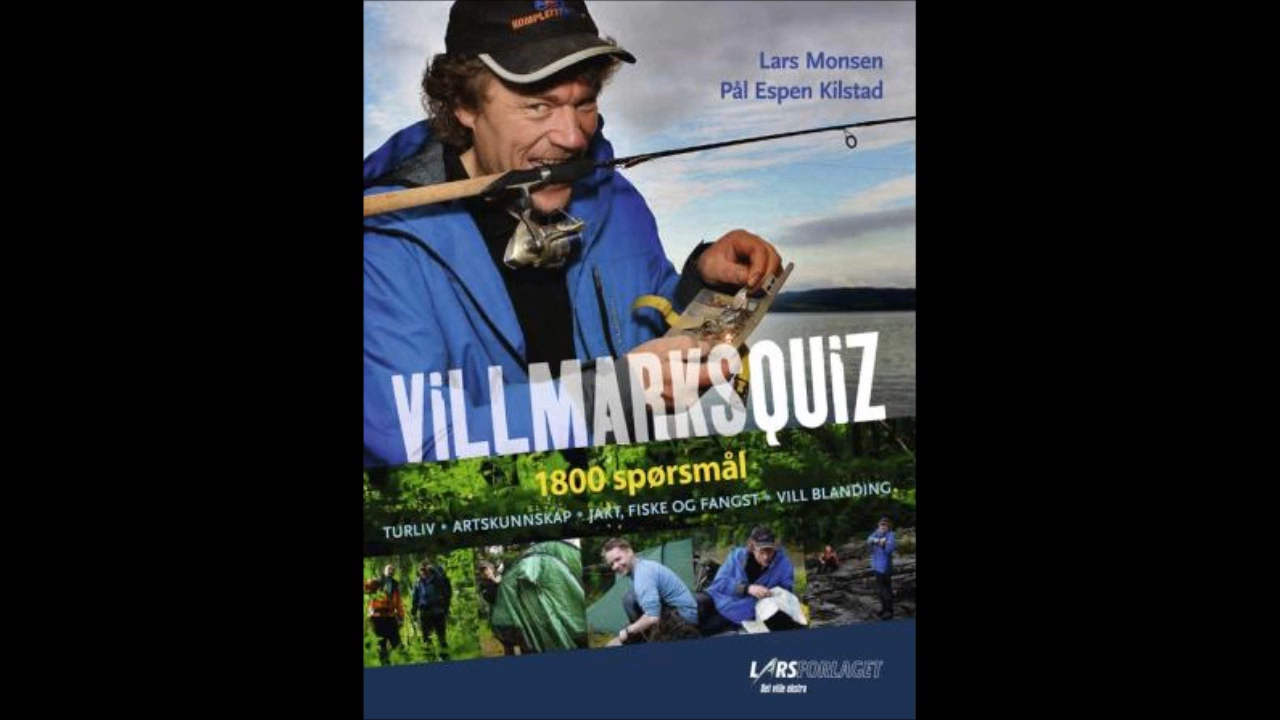 KOMPLETT
Lars Monsen
Pål Espen Kilstad
ViLLMARKSQUiZ
1800 spørsmål
TURLIV • ARTSKUNNSKAP • JAKT, FISKE OG FANGST • VILL BLANDING
LARSFORLAGET
Det ville ekstra